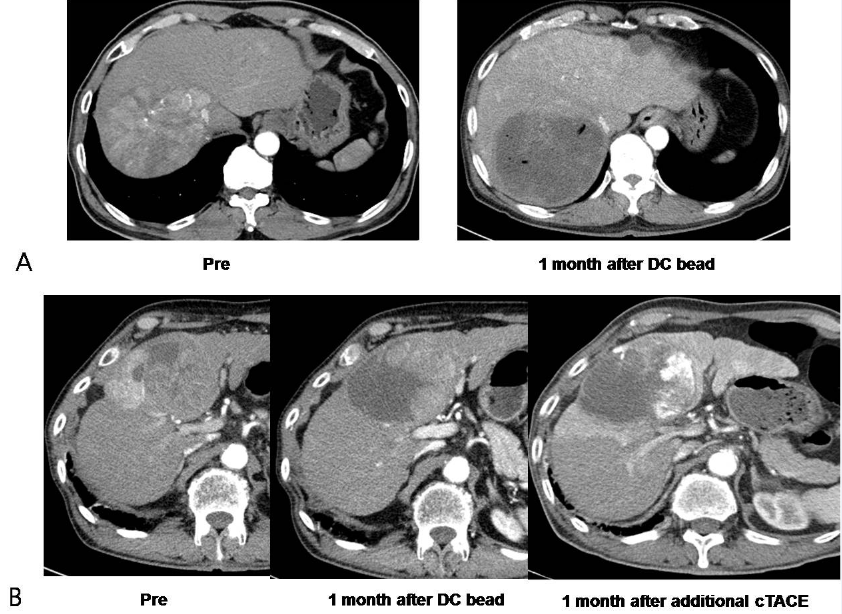 A
Pre
1 month after DC bead
B
Pre
1 month after DC bead
1 month after additional cTACE